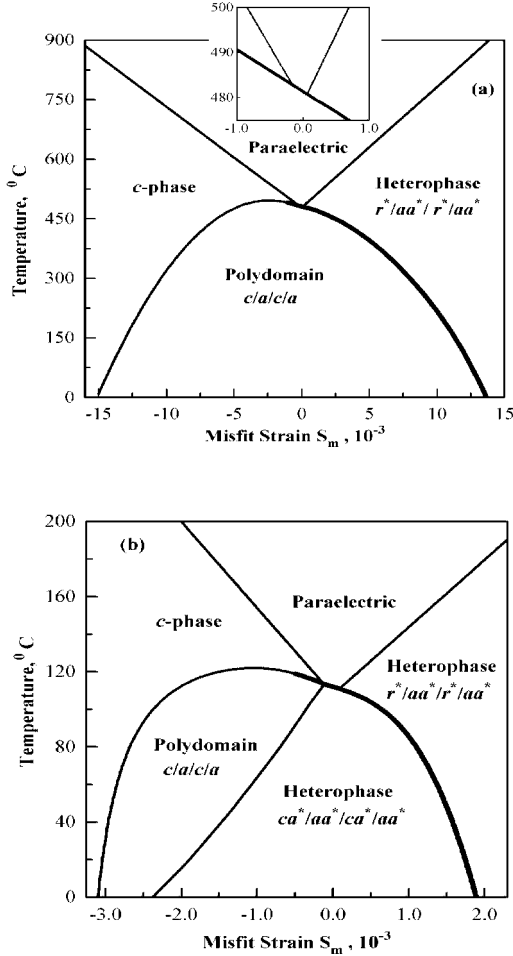 500
490
480
-1.0 0.0 1.0
900
750
600
450
300
150
0
Temperature, ⁰ C
(a)
Paraelectric
c-phase
Heterophase
r*/aa*/ r*/aa*
Polydomain
c/a/c/a
-15 -10 -5 0 5 10 15
Misfit Strain Sₘ , 10⁻³
200
160
120
80
40
0
Temperature, ⁰ C
(b)
Paraelectric
c-phase
Heterophase
r*/aa*/r*/aa*
Polydomain
c/a/c/a
Heterophase
ca*/aa*/ca*/aa*
-3.0 -2.0 -1.0 0.0 1.0 2.0
Misfit Strain Sₘ , 10⁻³